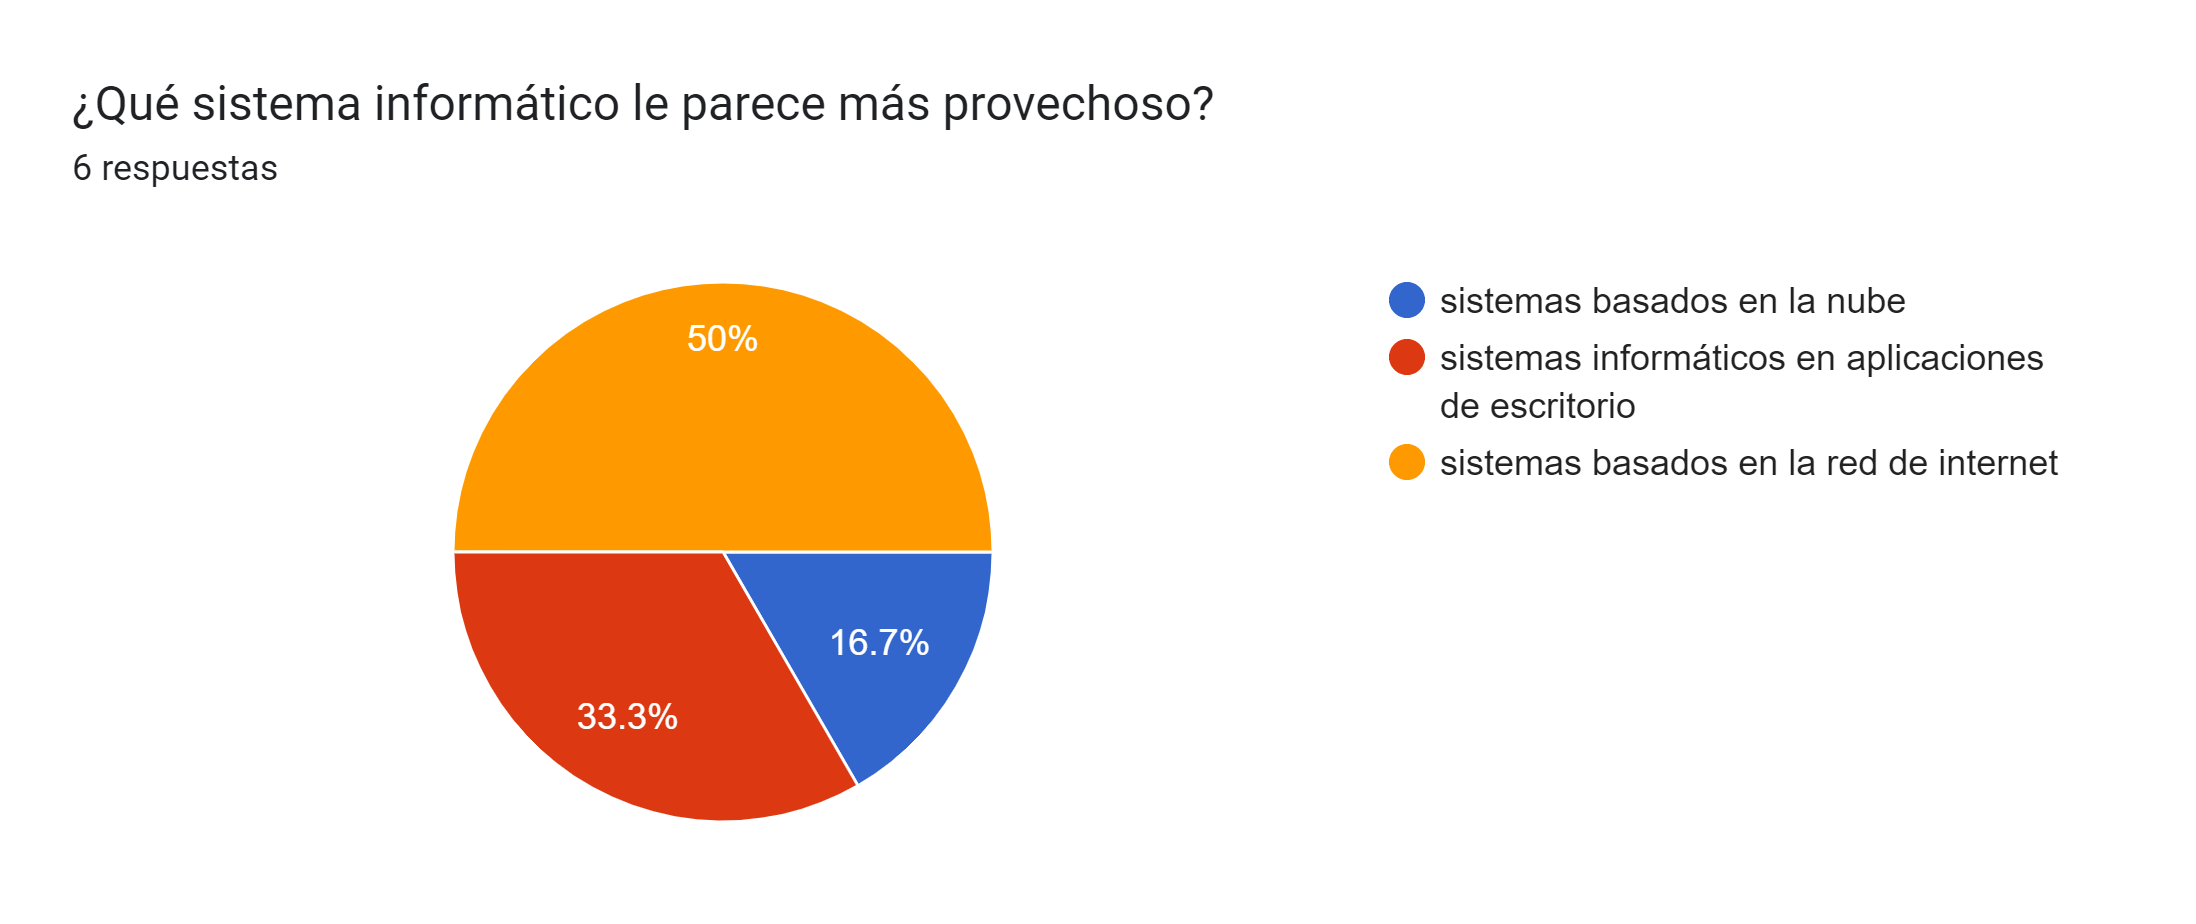 ¿Qué sistema informático le parece más provechoso?
6 respuestas
50%
16.7%
33.3%
sistemas basados en la nube
sistemas informáticos en aplicaciones
de escritorio
sistemas basados en la red de internet